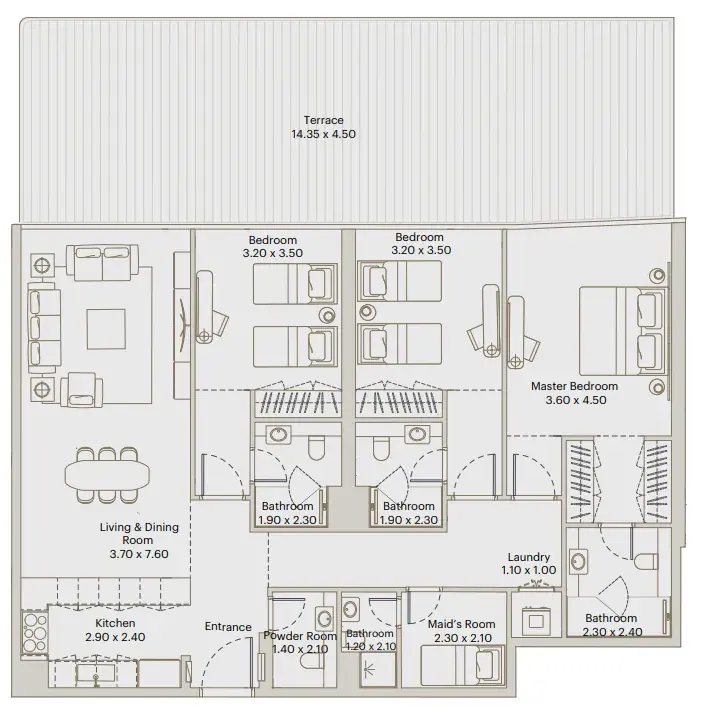 Terrace
14.35 x 4.50
Bedroom
3.20 x 3.50
Bedroom
3.20 x 3.50
Master Bedroom
3.60 x 4.50
Bathroom
1.90 x 2.30
Bathroom
1.90 x 2.30
Living & Dining
Room
3.70 x 7.60
Laundry
1.10 x 1.00
Kitchen
2.90 x 2.40
Entrance
Powder Room
1.40 x 2.10
Bathroom
1.20 x 2.10
Maid's Room
2.30 x 2.10
Bathroom
2.30 x 2.40